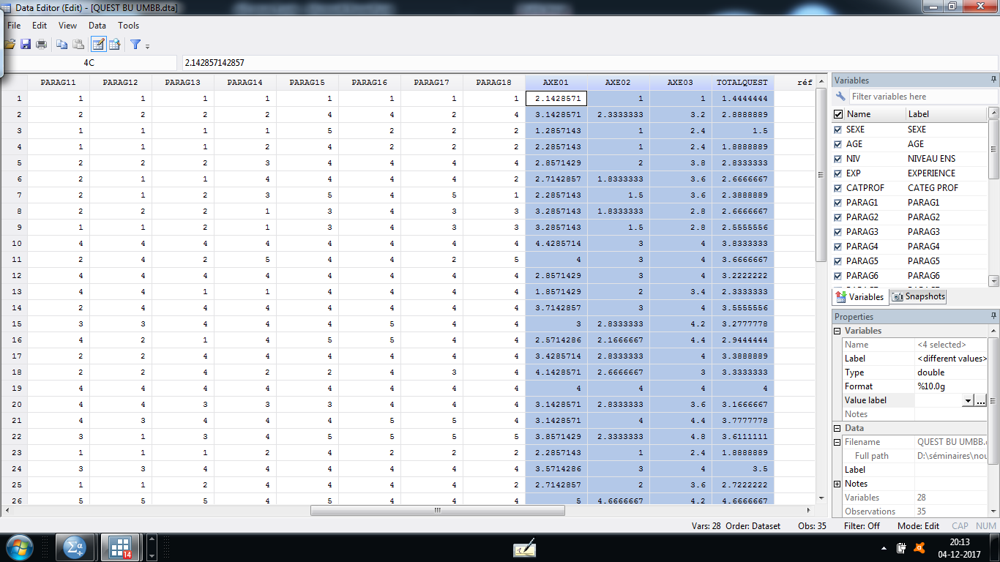 Data Editor (Edit) - [QUEST BU UMBB.dta]
File Edit View Data Tools
4C 2.142857142857
PARAG11 PARAG12 PARAG13 PARAG14 PARAG15 PARAG16 PARAG17 PARAG18 AXE01 AXE02 AXE03 TOTALQUEST réf
1 1 1 1 1 1 1 1 1 2.1428571 1 1 1.4444444
2 2 2 2 2 4 4 2 4 3.1428571 2.3333333 3.2 2.8888889
3 1 1 1 1 5 2 2 2 1.2857143 1 2.4 1.5
4 1 1 1 2 4 2 2 2 2.2857143 1 2.4 1.8888889
5 2 2 2 3 4 4 4 4 2.8571429 2 3.8 2.8333333
6 2 1 1 4 4 4 4 2 2.7142857 1.8333333 3.6 2.6666667
7 2 1 2 3 5 4 5 1 2.2857143 1.5 3.6 2.3888889
8 2 2 2 1 3 4 3 3 3.2857143 1.8333333 2.8 2.6666667
9 1 1 2 1 3 4 3 3 3.2857143 1.5 2.8 2.5555556
10 4 4 4 4 4 4 4 4 4.4285714 3 4 3.8333333
11 2 4 2 5 4 4 2 5 4 3 4 3.6666667
12 4 4 4 4 4 4 4 4 2.8571429 3 4 3.2222222
13 4 4 1 1 4 4 4 4 1.8571429 2 3.4 2.3333333
14 2 4 4 4 4 4 4 4 3.7142857 3 4 3.5555556
15 3 3 4 4 4 5 4 4 3 2.8333333 4.2 3.2777778
16 4 2 1 4 5 5 4 4 2.5714286 2.1666667 4.4 2.9444444
17 2 2 4 4 4 4 4 4 3.4285714 2.8333333 4 3.3888889
18 2 2 4 2 2 4 3 4 4.1428571 2.6666667 3 3.3333333
19 4 4 4 4 4 4 4 4 4 4 4 4
20 4 4 3 3 3 4 4 4 3.1428571 2.8333333 3.6 3.1666667
21 4 3 4 4 4 5 5 4 3.1428571 4 4.4 3.7777778
22 3 1 3 4 5 5 5 5 3.8571429 2.3333333 4.8 3.6111111
23 1 1 1 2 4 2 2 2 2.2857143 1 2.4 1.8888889
24 3 3 4 4 4 4 4 4 3.5714286 3 4 3.5
25 1 1 2 4 4 4 4 2 2.7142857 2 3.6 2.7222222
26 5 5 5 4 5 4 4 4 5 4.6666667 4.2 4.6666667
Variables
Filter variables here
Name Label
SEXE SEXE
AGE AGE
NIV NIVEAU ENS
EXP EXPERIENCE
CATPROF CATEG PROF
PARAG1 PARAG1
PARAG2 PARAG2
PARAG3 PARAG3
PARAG4 PARAG4
PARAG5 PARAG5
PARAG6 PARAG6
Variables Snapshots
Properties
Variables
Name <4 selected>
Label <different values>
Type double
Format %10.0g
Value label ...
Notes
Data
Filename QUEST BU UMBB.
Full path D:\séminaires\nou
Label
Notes
Variables 28
Observations 35
Vars: 28 Order: Dataset Obs: 35 Filter: Off Mode: Edit CAP NUM
14
20:13
04-12-2017